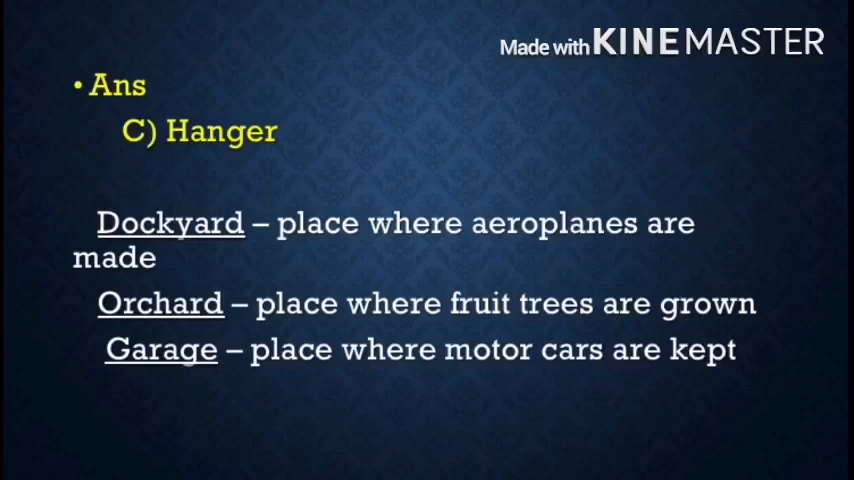 Made with KINEMASTER
• Ans
C) Hanger
Dockyard – place where aeroplanes are
made
Orchard – place where fruit trees are grown
Garage – place where motor cars are kept